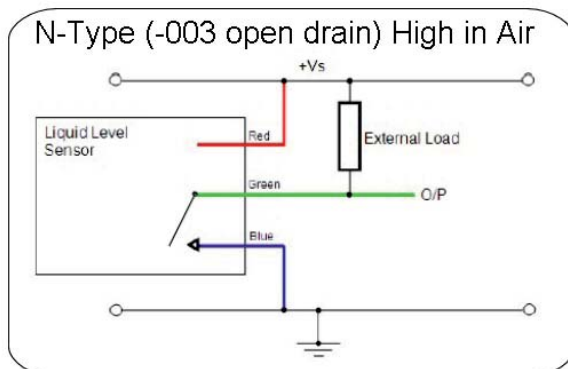 N-Type (-003 open drain) High in Air
+Vs
Liquid Level
Sensor
Red
External Load
Green
O/P
Blue